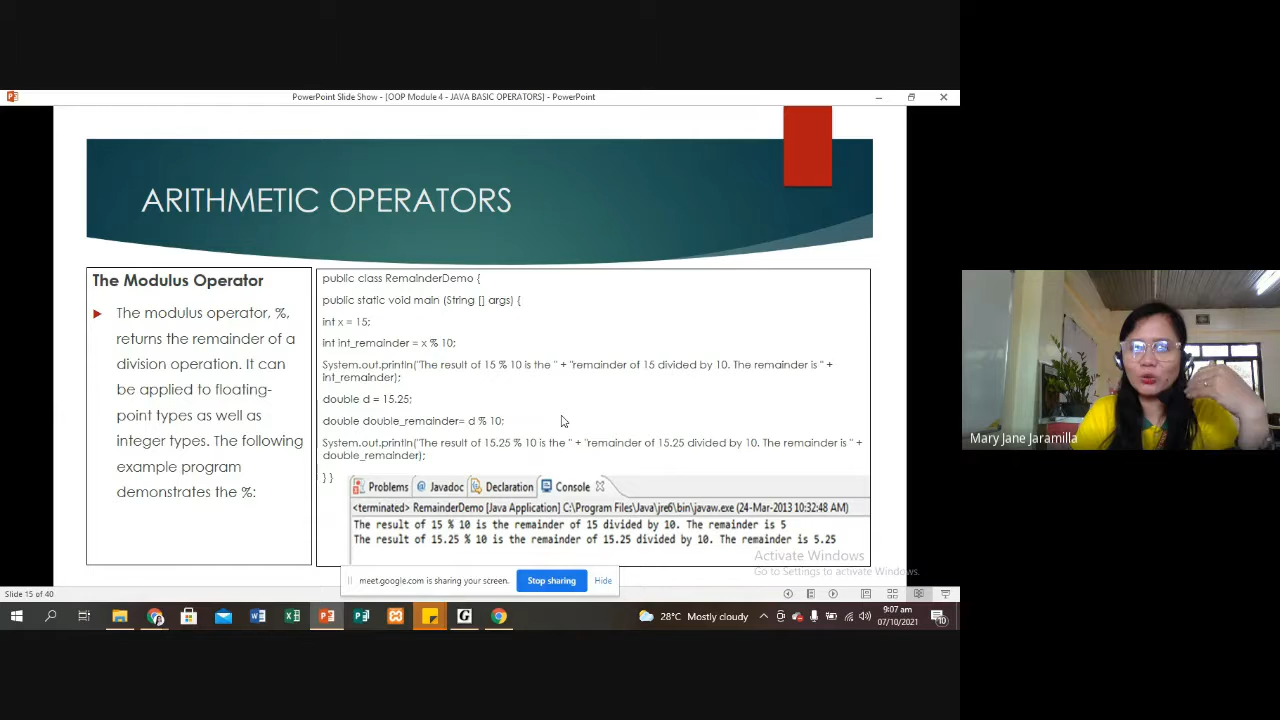 PowerPoint Slide Show - [OOP Module 4 - JAVA BASIC OPERATORS] - PowerPoint
ARITHMETIC OPERATORS
The Modulus Operator
The modulus operator, %,
returns the remainder of a
division operation. It can
be applied to floating-
point types as well as
integer types. The following
example program
demonstrates the %:
public class RemainderDemo {
public static void main (String [] args) {
int x = 15;
int int_remainder = x % 10;
System.out.println("The result of 15 % 10 is the " + "remainder of 15 divided by 10. The remainder is " +
int_remainder);
double d = 15.25;
double double_remainder= d % 10;
System.out.println("The result of 15.25 % 10 is the " + "remainder of 15.25 divided by 10. The remainder is " +
double_remainder);
} }
Problems @ Javadoc Declaration Console
<terminated> RemainderDemo [Java Application] C:\Program Files\Java\jre6\bin\javaw.exe (24-Mar-2013 10:32:48 AM)
The result of 15 % 10 is the remainder of 15 divided by 10. The remainder is 5
The result of 15.25 % 10 is the remainder of 15.25 divided by 10. The remainder is 5.25
Activate Windows
Go to Settings to activate Windows.
meet.google.com is sharing your screen. Stop sharing Hide
Slide 15 of 40
28°C Mostly cloudy
9:07 am
07/10/2021
10
Mary Jane Jaramilla